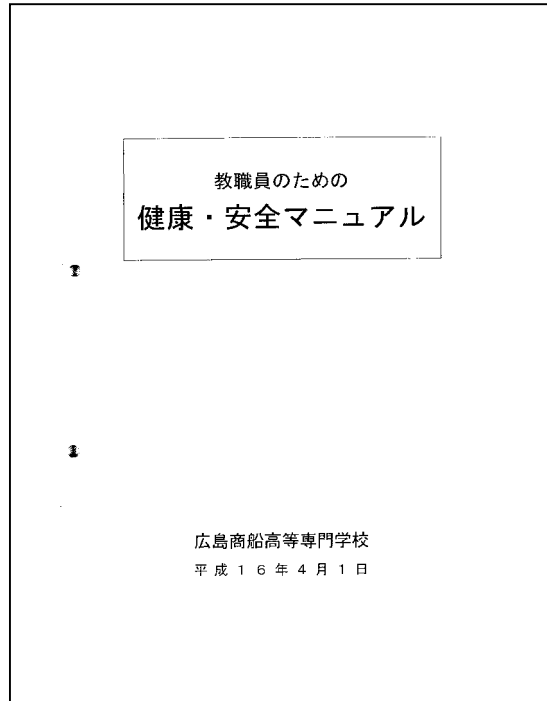 教職員のための
健康・安全マニュアル
広島商船高等専門学校
平成１６年４月１日